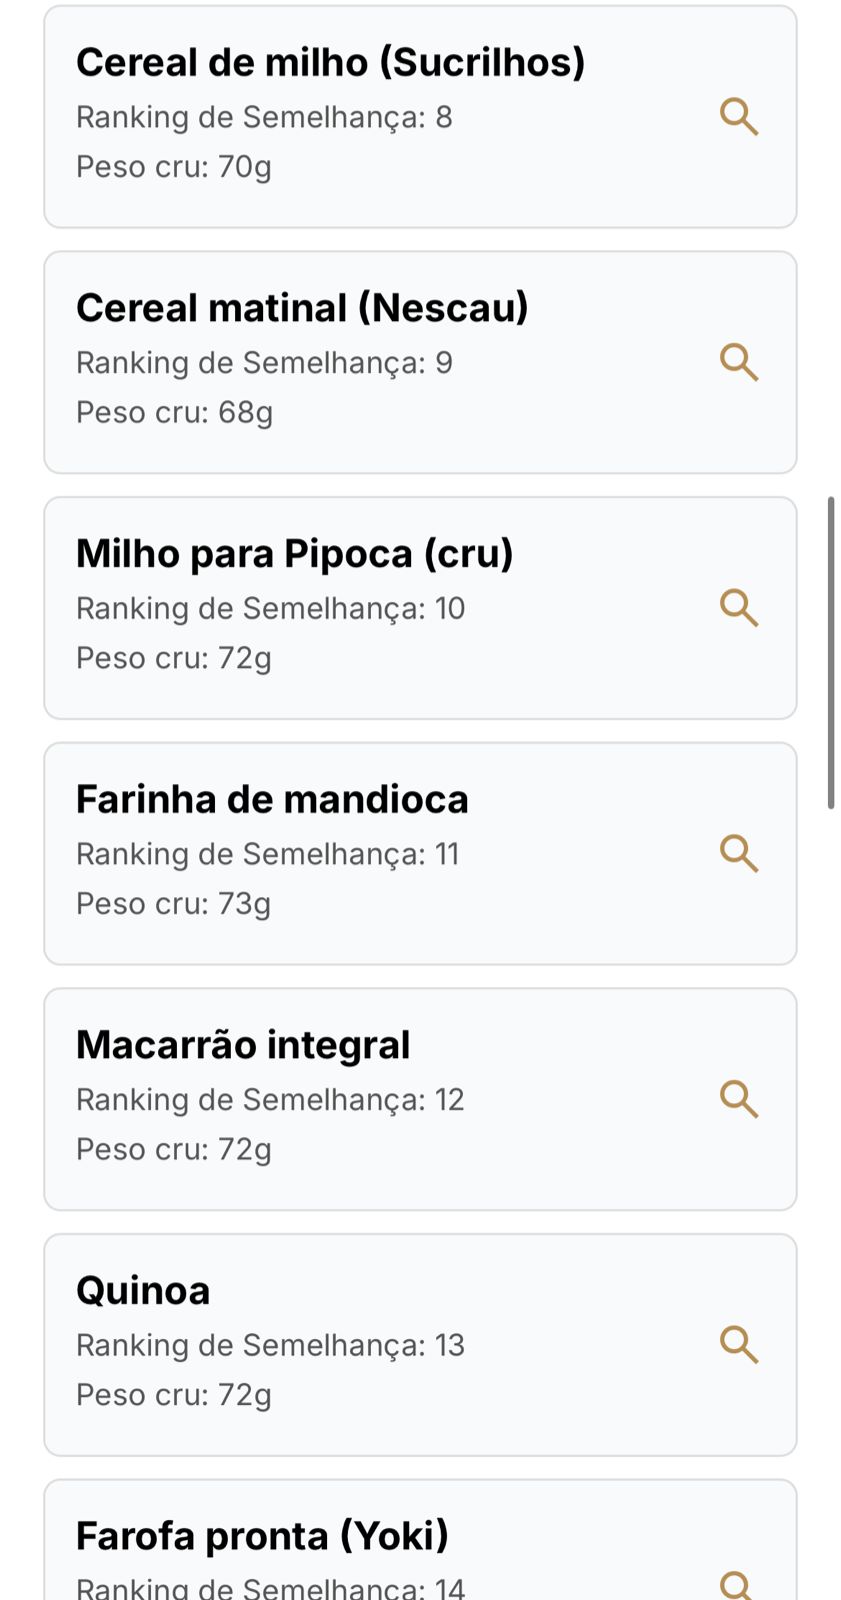 Cereal de milho (Sucrilhos)
Ranking de Semelhança: 8
Peso cru: 70g
Cereal matinal (Nescau)
Ranking de Semelhança: 9
Peso cru: 68g
Milho para Pipoca (cru)
Ranking de Semelhança: 10
Peso cru: 72g
Farinha de mandioca
Ranking de Semelhança: 11
Peso cru: 73g
Macarrão integral
Ranking de Semelhança: 12
Peso cru: 72g
Quinoa
Ranking de Semelhança: 13
Peso cru: 72g
Farofa pronta (Yoki)
Ranking de Semelhança: 14